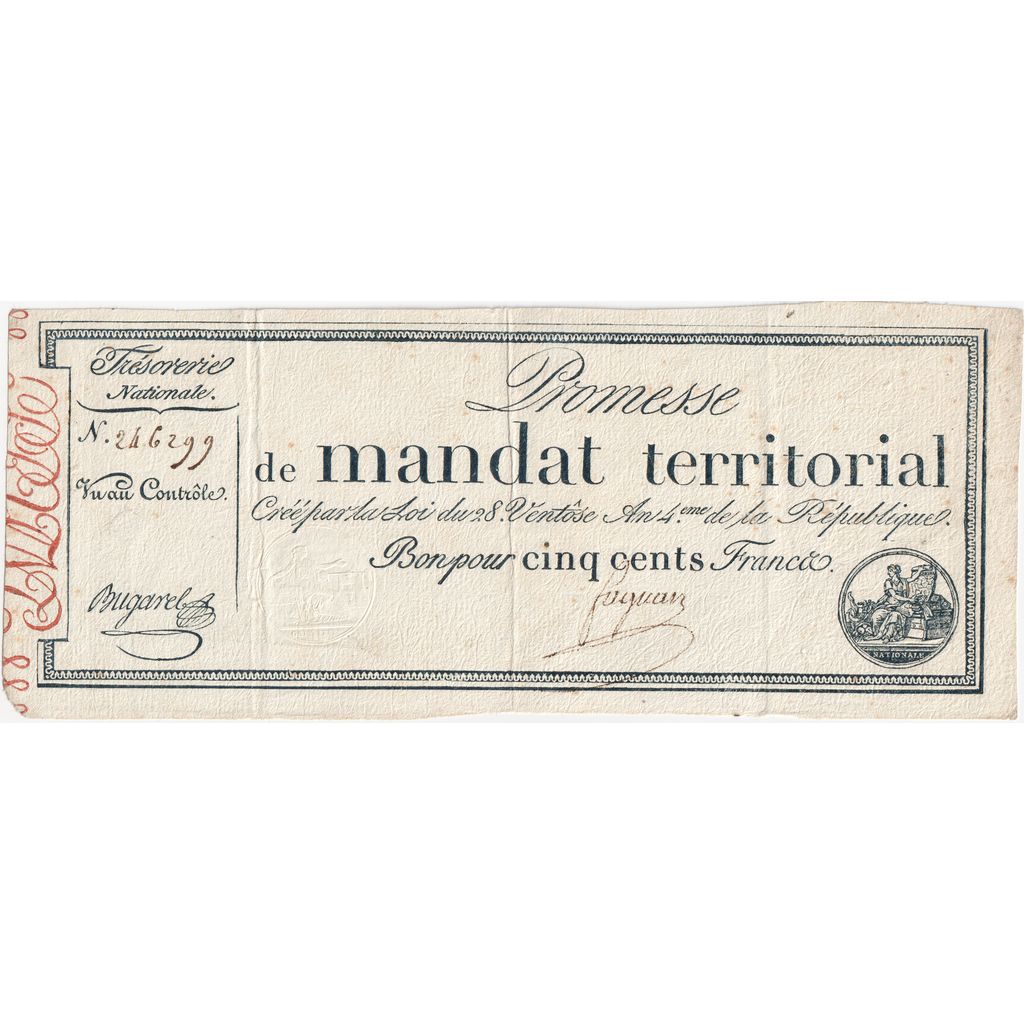 Trésorerie
Nationale.
N. 246299
Vu au Contrôle.
Bugarel
Promesse
de mandat territorial
Créé par la Loi du 28. Ventôse An 4.eme de la République.
Bon pour cinq cents Francs.
NATIONALE